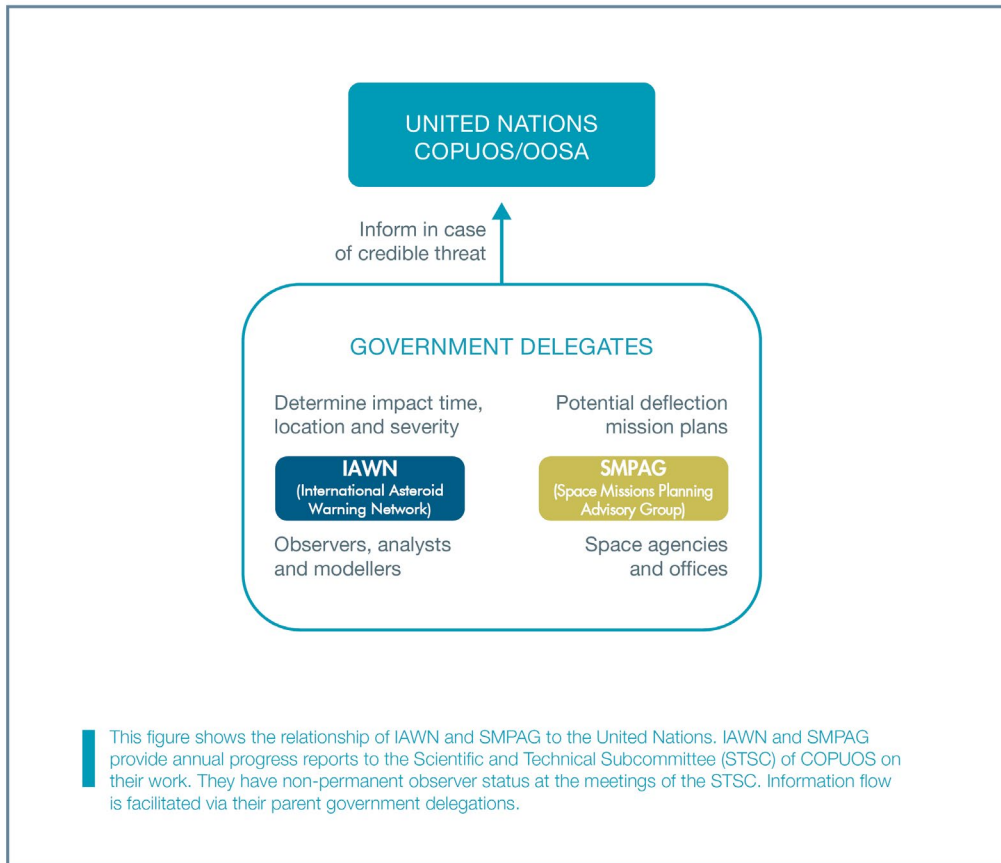 UNITED NATIONS
COPUOS/OOSA
Inform in case
of credible threat
GOVERNMENT DELEGATES
Determine impact time,
location and severity
IAWN
(International Asteroid
Warning Network)
Observers, analysts
and modellers
Potential deflection
mission plans
SMPAG
(Space Missions Planning
Advisory Group)
Space agencies
and offices
This figure shows the relationship of IAWN and SMPAG to the United Nations. IAWN and SMPAG
provide annual progress reports to the Scientific and Technical Subcommittee (STSC) of COPUOS on
their work. They have non-permanent observer status at the meetings of the STSC. Information flow
is facilitated via their parent government delegations.